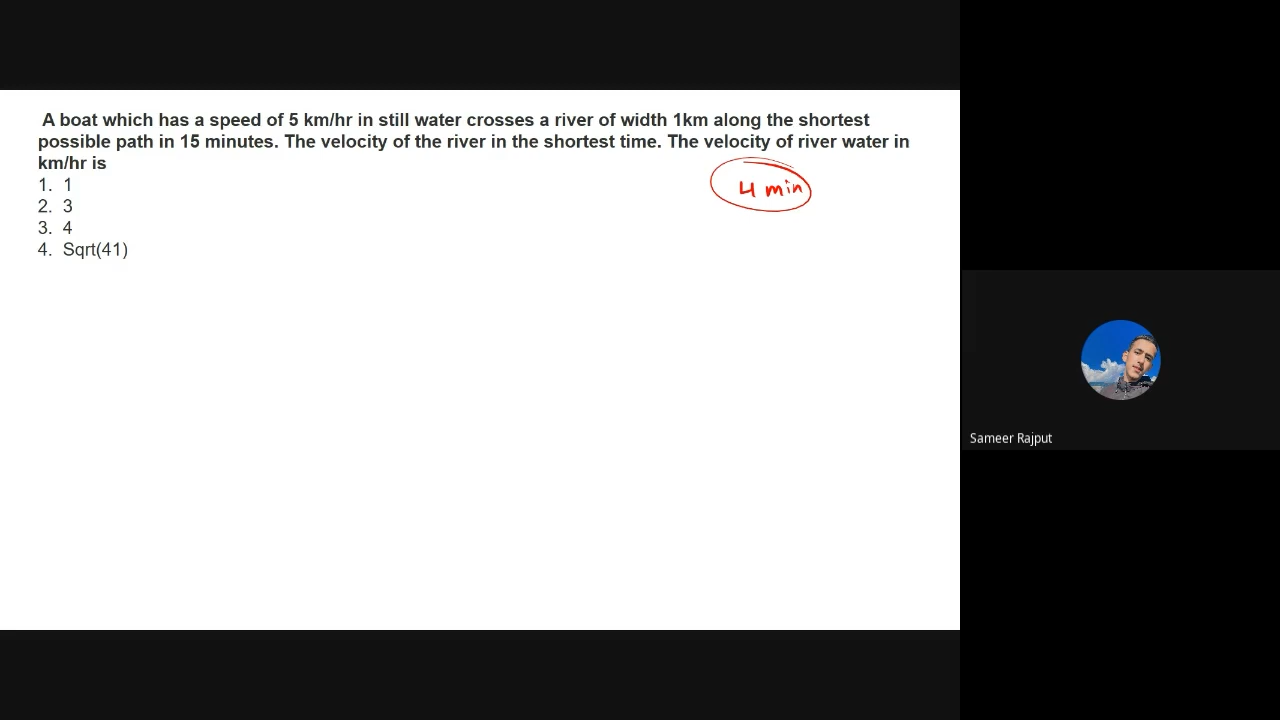 A boat which has a speed of 5 km/hr in still water crosses a river of width 1km along the shortest
possible path in 15 minutes. The velocity of the river in the shortest time. The velocity of river water in
km/hr is
4 min
1. 1
2. 3
3. 4
4. Sqrt(41)
Sameer Rajput